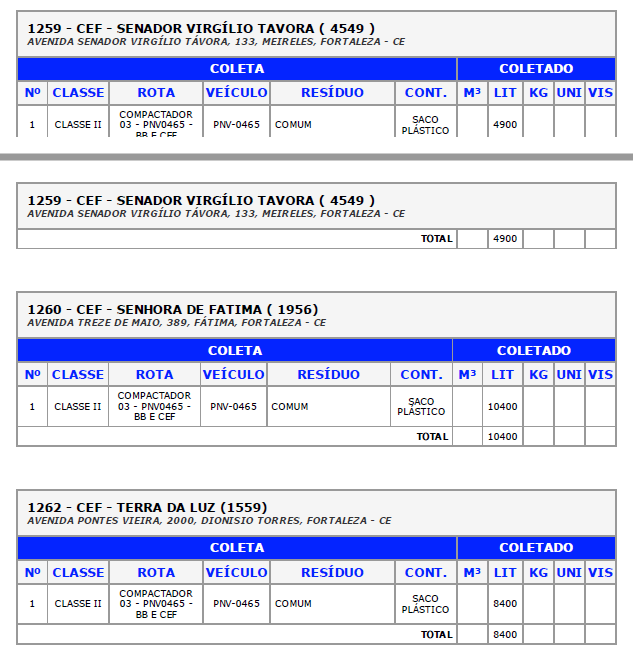 1259 - CEF - SENADOR VIRGÍLIO TAVORA ( 4549 )
AVENIDA SENADOR VIRGÍLIO TÁVORA, 133, MEIRELES, FORTALEZA - CE
COLETA COLETADO
Nº CLASSE ROTA VEÍCULO RESÍDUO CONT. M³ LIT KG UNI VIS
1 CLASSE II COMPACTADOR 03 - PNV0465 - BB E CEF PNV-0465 COMUM SACO PLÁSTICO 4900
1259 - CEF - SENADOR VIRGÍLIO TAVORA ( 4549 )
AVENIDA SENADOR VIRGÍLIO TÁVORA, 133, MEIRELES, FORTALEZA - CE
TOTAL 4900
1260 - CEF - SENHORA DE FATIMA ( 1956)
AVENIDA TREZE DE MAIO, 389, FÁTIMA, FORTALEZA - CE
COLETA COLETADO
Nº CLASSE ROTA VEÍCULO RESÍDUO CONT. M³ LIT KG UNI VIS
1 CLASSE II COMPACTADOR 03 - PNV0465 - BB E CEF PNV-0465 COMUM SACO PLÁSTICO 10400
TOTAL 10400
1262 - CEF - TERRA DA LUZ (1559)
AVENIDA PONTES VIEIRA, 2000, DIONISIO TORRES, FORTALEZA - CE
COLETA COLETADO
Nº CLASSE ROTA VEÍCULO RESÍDUO CONT. M³ LIT KG UNI VIS
1 CLASSE II COMPACTADOR 03 - PNV0465 - BB E CEF PNV-0465 COMUM SACO PLÁSTICO 8400
TOTAL 8400